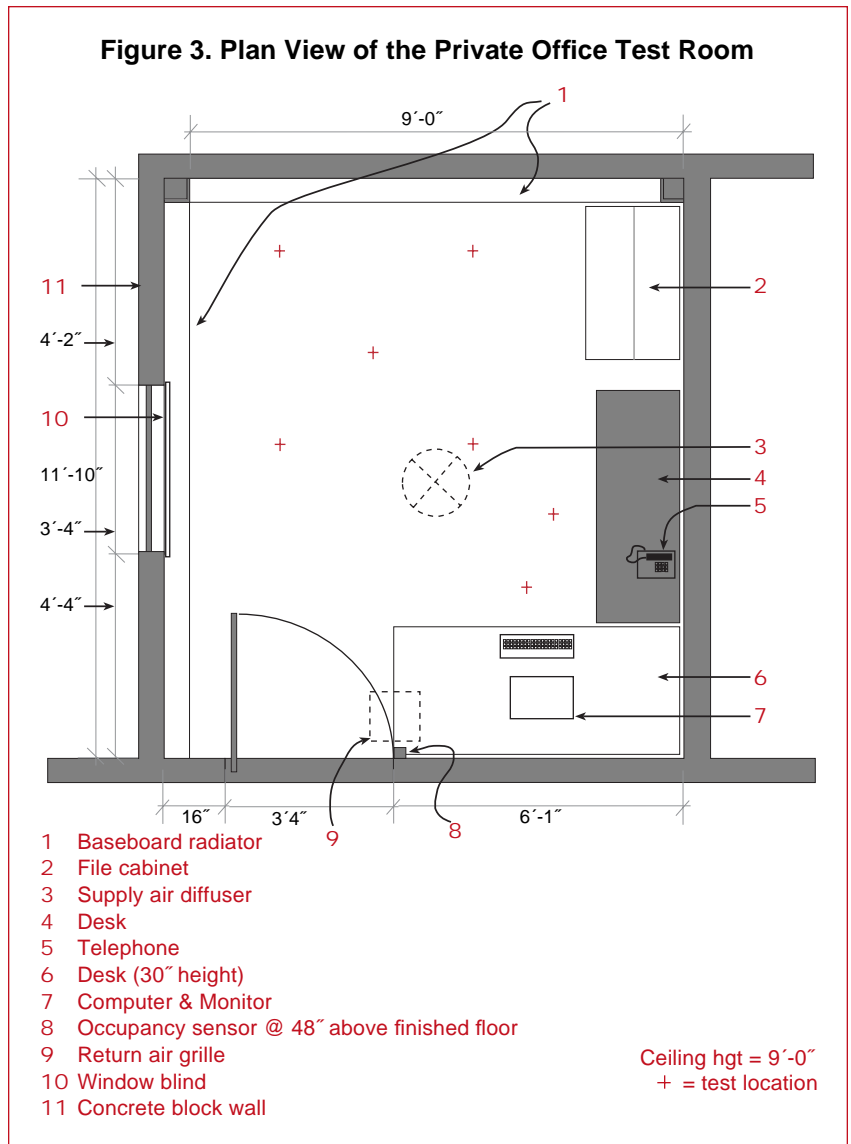 Figure 3. Plan View of the Private Office Test Room
1
9´-0˝
11
2
4´-2˝
10
3
11´-10˝
4
5
3´-4˝
4´-4˝
6
7
16˝
3´4˝
6´-1˝
9
8
1 Baseboard radiator
2 File cabinet
3 Supply air diffuser
4 Desk
5 Telephone
6 Desk (30˝ height)
7 Computer & Monitor
8 Occupancy sensor @ 48˝ above finished floor
9 Return air grille
10 Window blind
11 Concrete block wall
Ceiling hgt = 9´-0˝
+ = test location